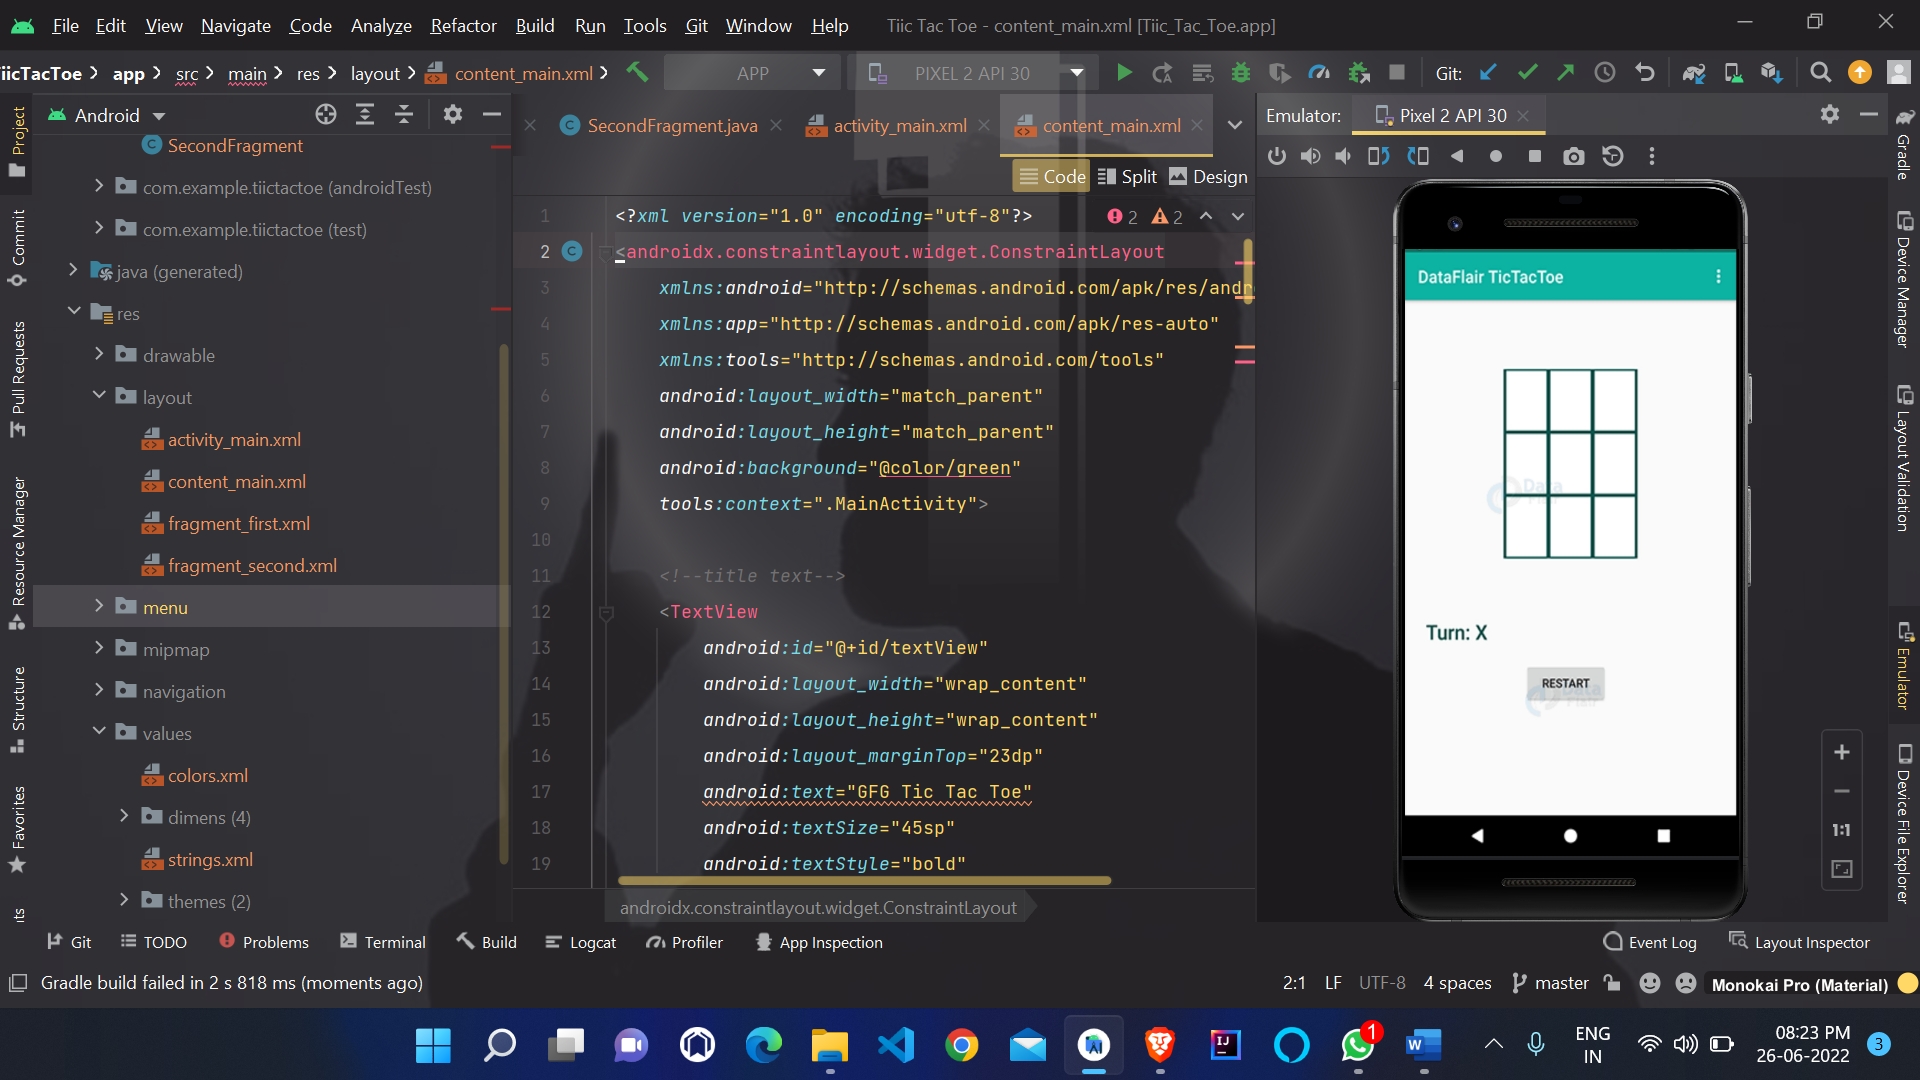 File Edit View Navigate Code Analyze Refactor Build Run Tools Git Window Help Tiic Tac Toe - content_main.xml [Tiic_Tac_Toe.app]
iicTacToe app src main res layout content_main.xml APP PIXEL 2 API 30 Git:
Android
SecondFragment
com.example.tiictactoe (androidTest)
com.example.tiictactoe (test)
java (generated)
res
drawable
layout
activity_main.xml
content_main.xml
fragment_first.xml
fragment_second.xml
menu
mipmap
navigation
values
colors.xml
dimens (4)
strings.xml
themes (2)
Project
Commit
Pull Requests
Resource Manager
Structure
Favorites
its
SecondFragment.java activity_main.xml content_main.xml
Code Split Design
2 2
1 <?xml version="1.0" encoding="utf-8"?>
2 <androidx.constraintlayout.widget.ConstraintLayout
3 xmlns:android="http://schemas.android.com/apk/res/andr
4 xmlns:app="http://schemas.android.com/apk/res-auto"
5 xmlns:tools="http://schemas.android.com/tools"
6 android:layout_width="match_parent"
7 android:layout_height="match_parent"
8 android:background="@color/green"
9 tools:context=".MainActivity">
10
11 <!--title text-->
12 <TextView
13 android:id="@+id/textView"
14 android:layout_width="wrap_content"
15 android:layout_height="wrap_content"
16 android:layout_marginTop="23dp"
17 android:text="GFG Tic Tac Toe"
18 android:textSize="45sp"
19 android:textStyle="bold"
androidx.constraintlayout.widget.ConstraintLayout
Emulator: Pixel 2 API 30
DataFlair TicTacToe
Data
Flair
Turn: X
RESTART
Data
Flair
1:1
Gradle
Device Manager
Layout Validation
Emulator
Device File Explorer
Git TODO Problems Terminal Build Logcat Profiler App Inspection Event Log Layout Inspector
Gradle build failed in 2 s 818 ms (moments ago) 2:1 LF UTF-8 4 spaces master Monokai Pro (Material)
IJ
1
W
ENG
IN
08:23 PM
26-06-2022
3